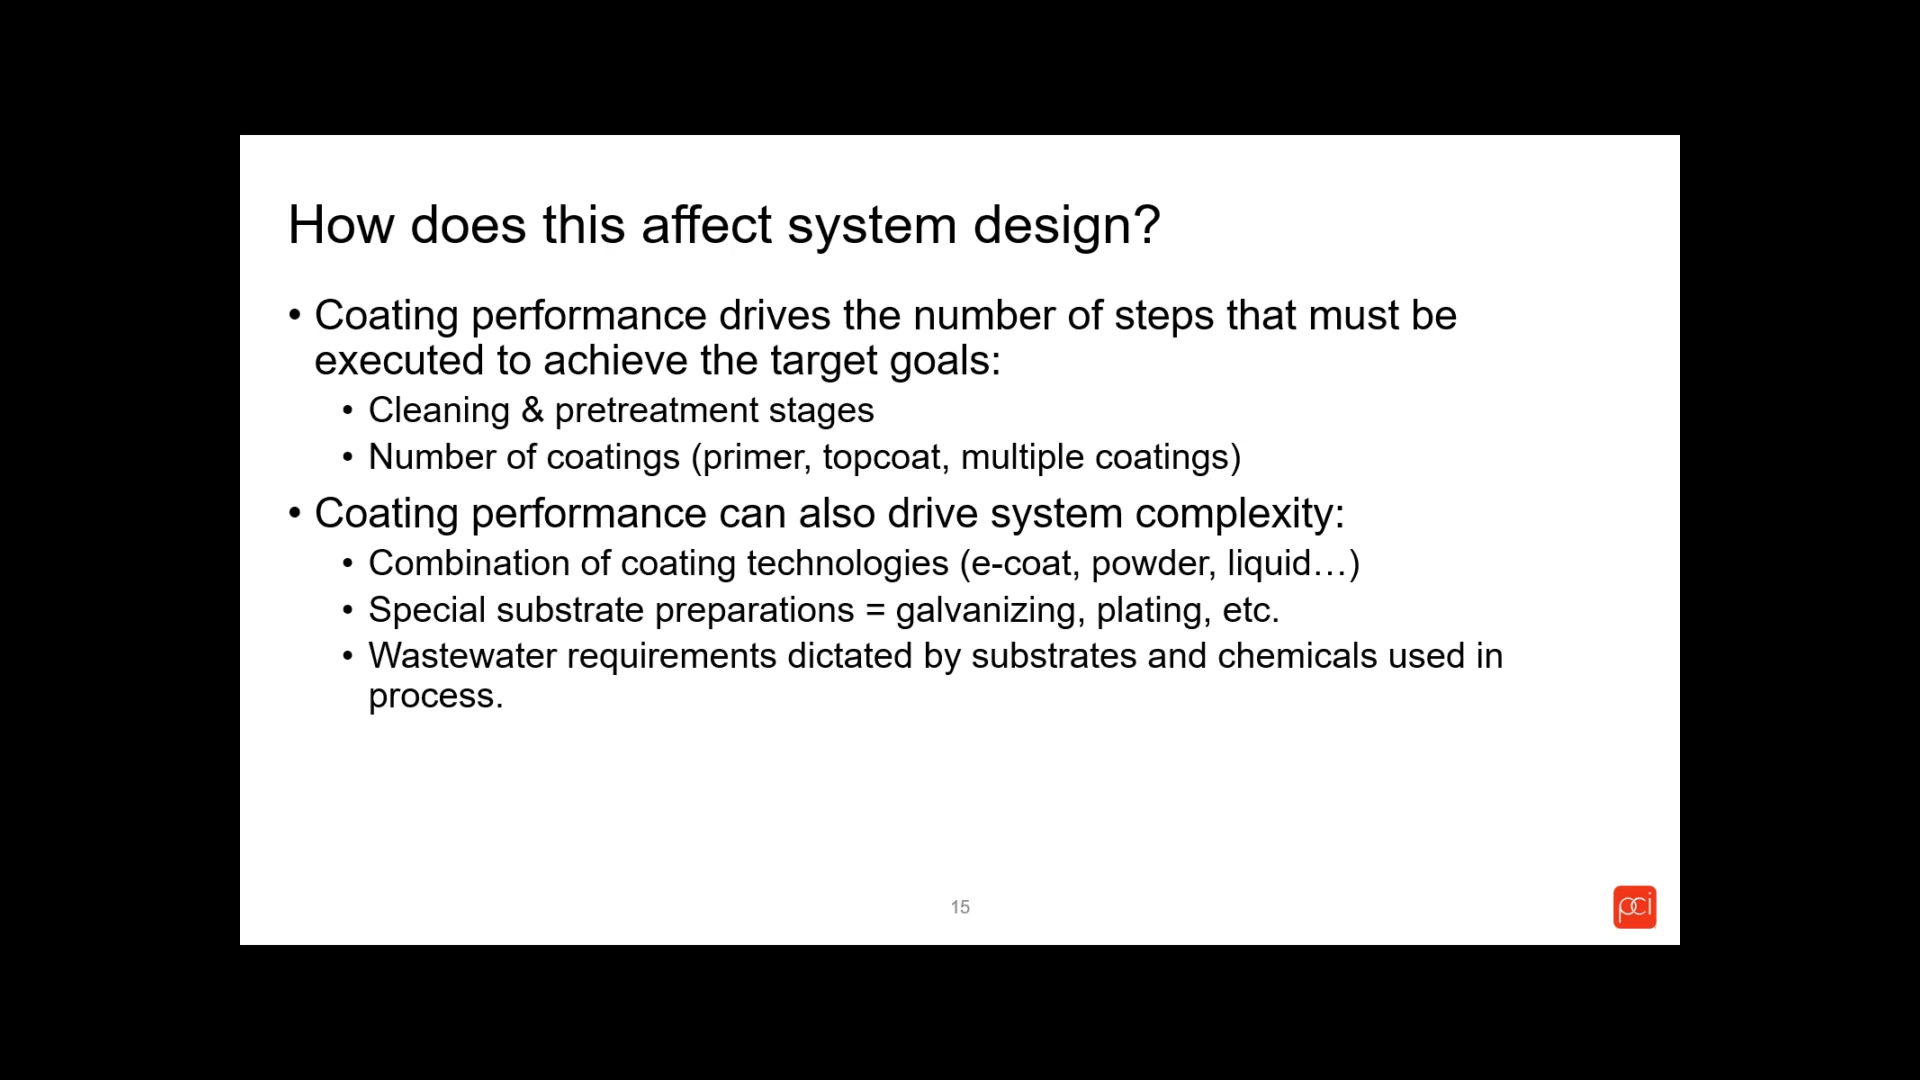 How does this affect system design?
• Coating performance drives the number of steps that must be
executed to achieve the target goals:
• Cleaning & pretreatment stages
• Number of coatings (primer, topcoat, multiple coatings)
• Coating performance can also drive system complexity:
• Combination of coating technologies (e-coat, powder, liquid…)
• Special substrate preparations = galvanizing, plating, etc.
• Wastewater requirements dictated by substrates and chemicals used in
process.
15
pci